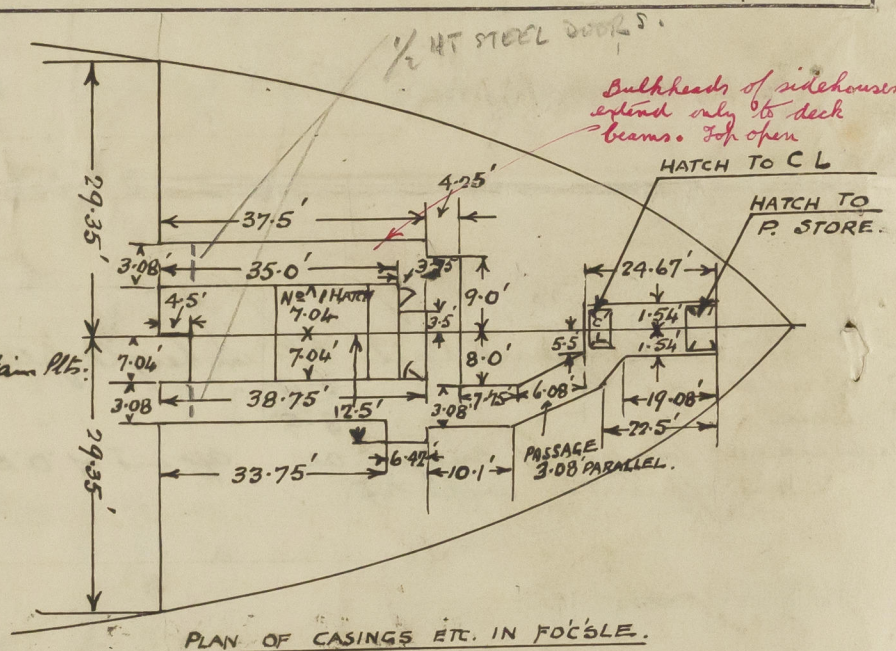 1/2 HT STEEL DOORS.
Bulkheads of sidehouses
extend only to deck
beams. Top open
HATCH TO C L
HATCH TO
P. STORE.
4.25'
37.5'
29.35'
3.08'
35.0'
3.75'
24.67'
4.5'
No 1 HATCH
7.04
9.0'
3.5'
1.54'
C
L
7.04'
7.04'
8.0'
5.5
1.54'
Plts.
3.08
38.75'
12.5'
3.08'
7.75'
6.08'
19.08'
22.5'
29.35'
33.75'
6.42'
10.1'
PASSAGE
3.08' PARALLEL.
PLAN OF CASINGS ETC. IN FO'C'SLE.